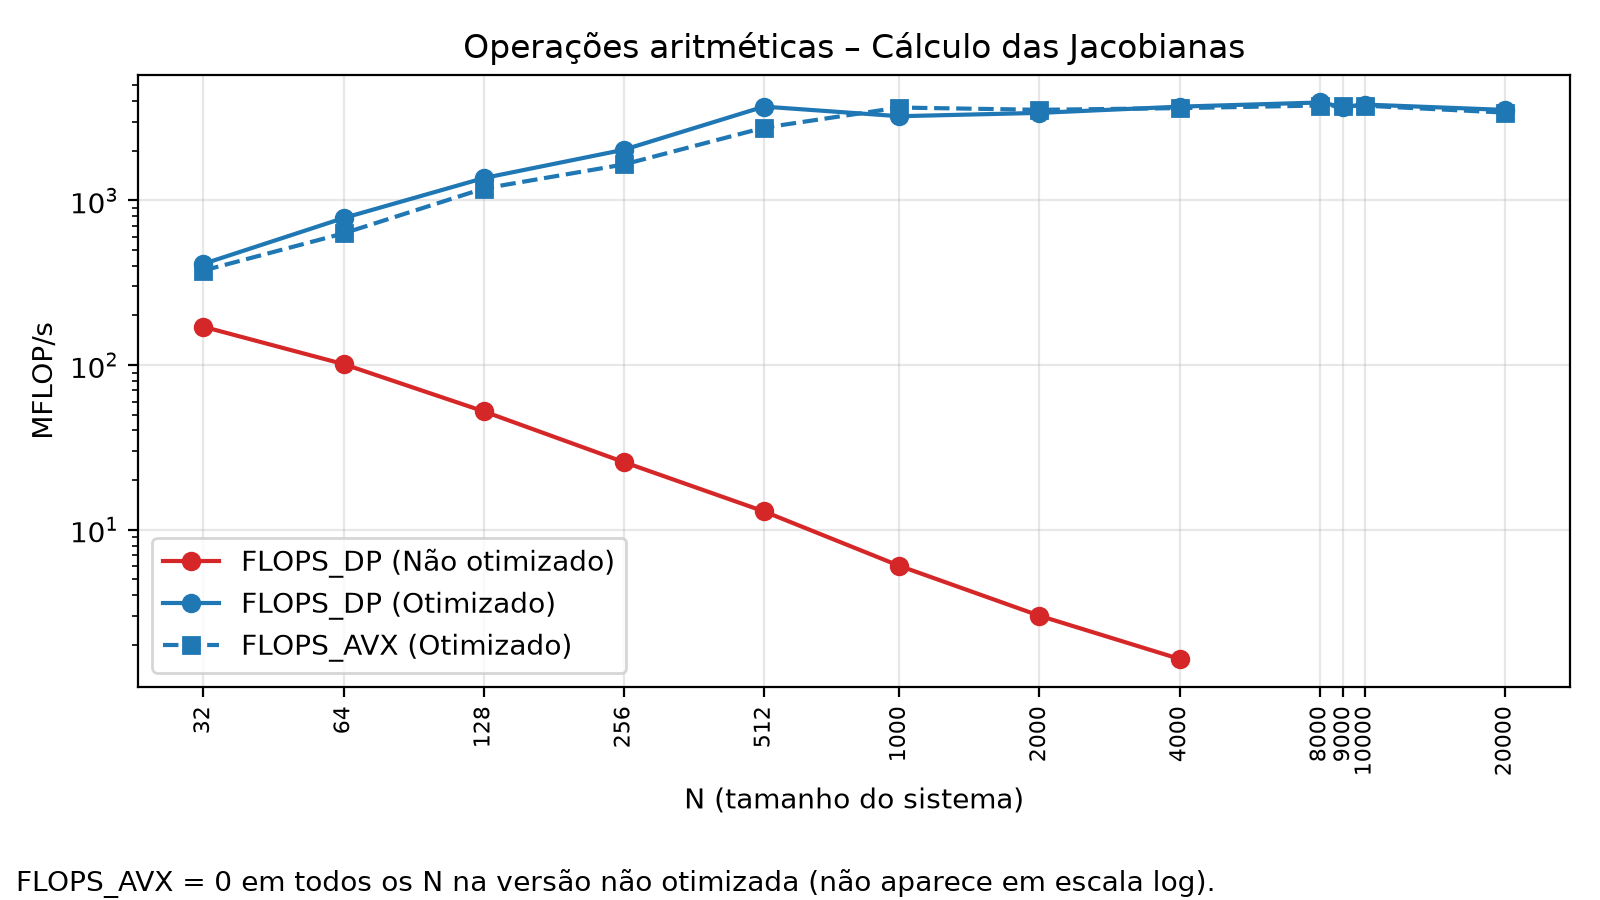 Operações aritméticas – Cálculo das Jacobianas
MFLOP/s
10³
10²
10¹
FLOPS_DP (Não otimizado)
FLOPS_DP (Otimizado)
FLOPS_AVX (Otimizado)
32
64
128
256
512
1000
2000
4000
8000
9000
10000
20000
N (tamanho do sistema)
FLOPS_AVX = 0 em todos os N na versão não otimizada (não aparece em escala log).